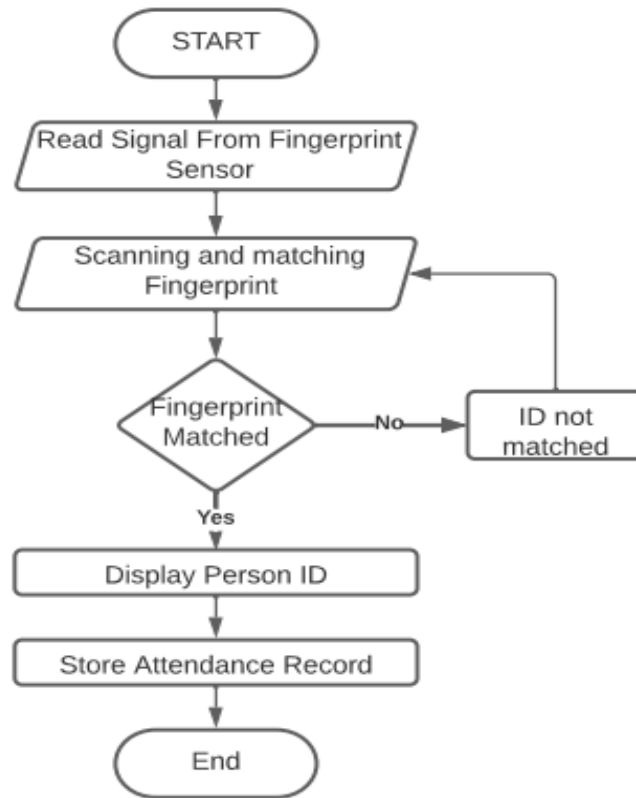 START
Read Signal From Fingerprint
Sensor
Scanning and matching
Fingerprint
Fingerprint
Matched
No
ID not
matched
Yes
Display Person ID
Store Attendance Record
End